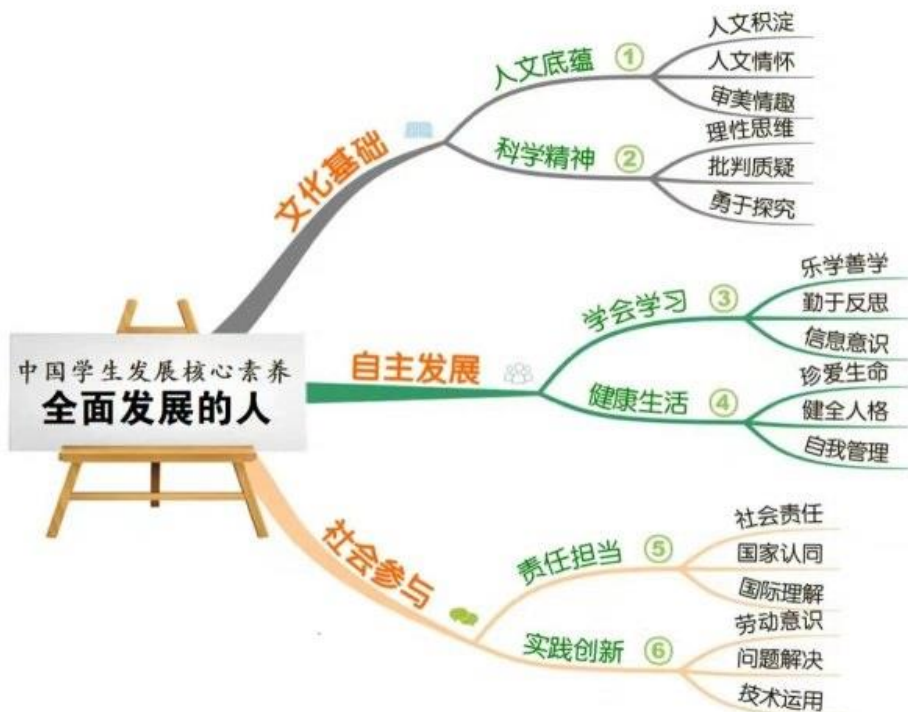 中国学生发展核心素养
全面发展的人
文化基础
人文底蕴 ①
人文积淀
人文情怀
审美情趣
科学精神 ②
理性思维
批判质疑
勇于探究
自主发展
学会学习 ③
乐学善学
勤于反思
信息意识
健康生活 ④
珍爱生命
健全人格
自我管理
社会参与
责任担当 ⑤
社会责任
国家认同
国际理解
实践创新 ⑥
劳动意识
问题解决
技术运用